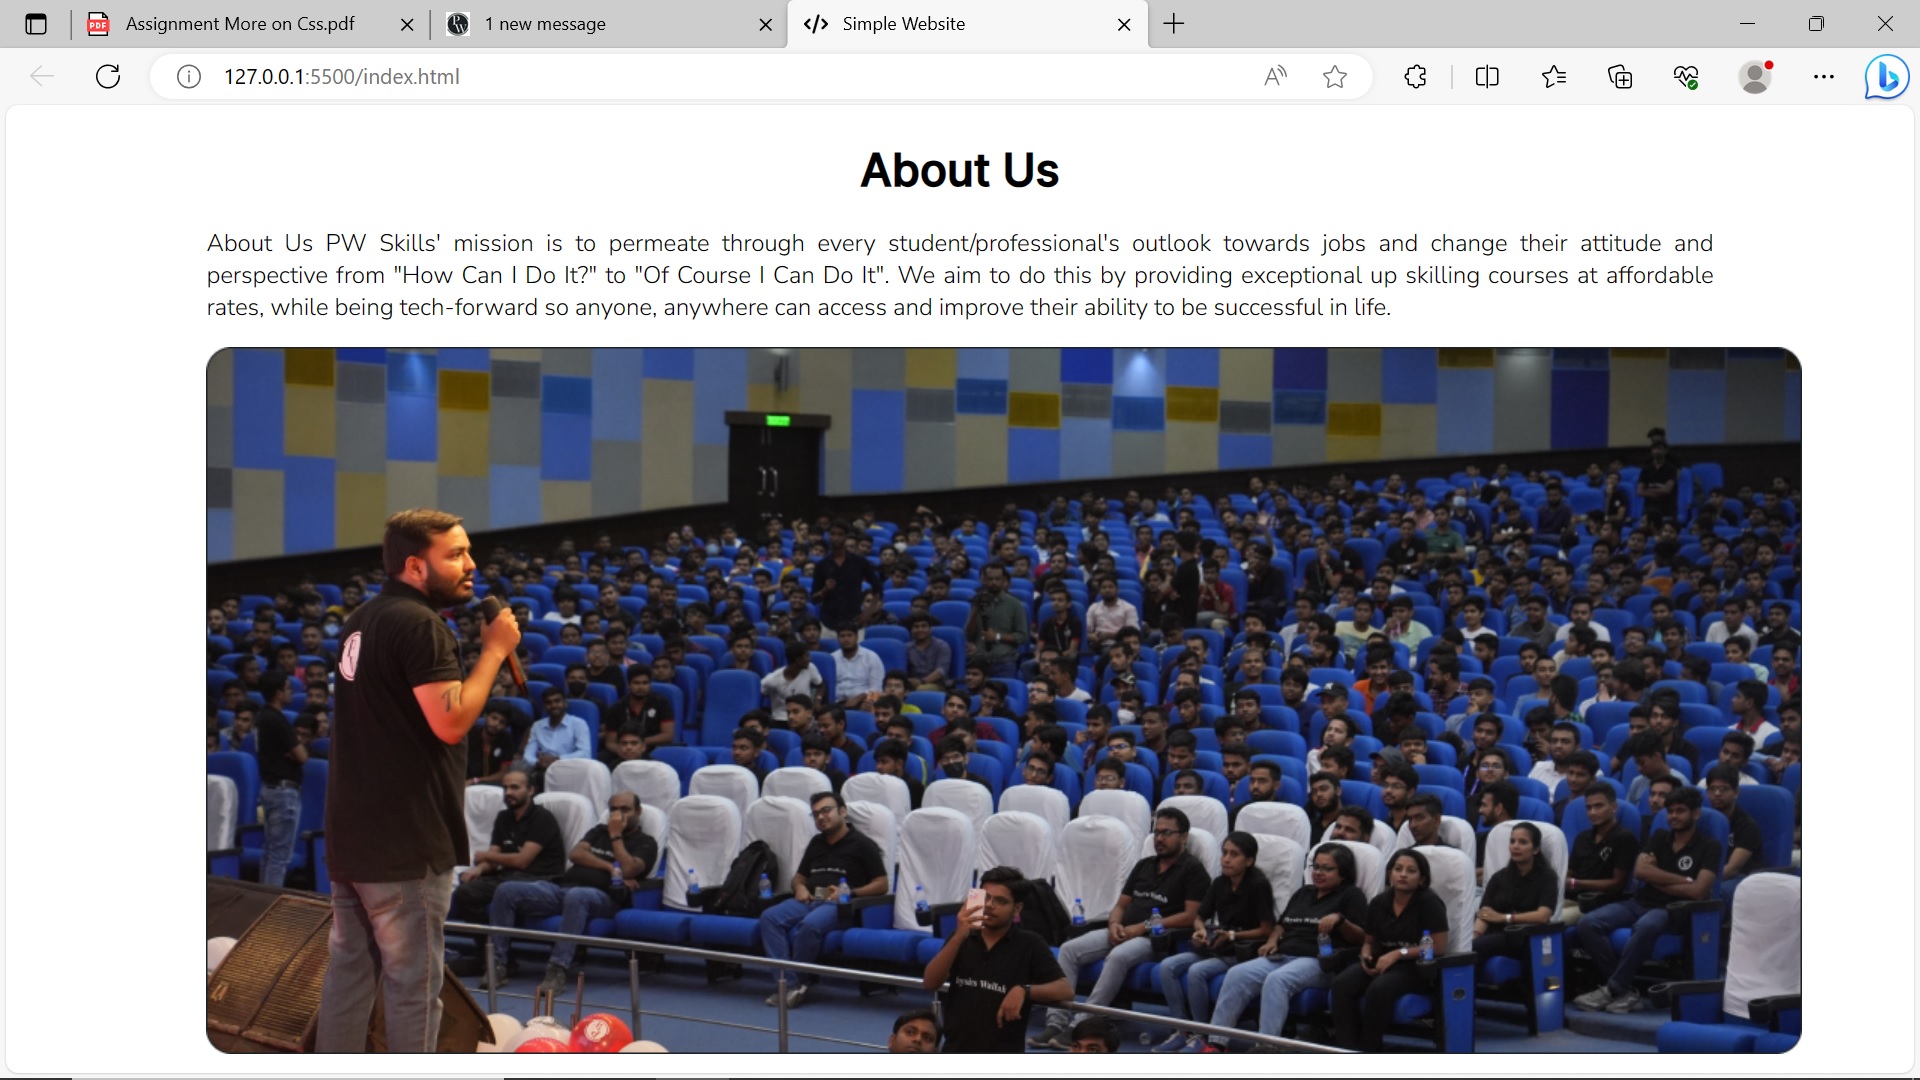 Assignment More on Css.pdf
1 new message
Simple Website
127.0.0.1:5500/index.html
About Us
About Us PW Skills' mission is to permeate through every student/professional's outlook towards jobs and change their attitude and
perspective from "How Can I Do It?" to "Of Course I Can Do It". We aim to do this by providing exceptional up skilling courses at affordable
rates, while being tech-forward so anyone, anywhere can access and improve their ability to be successful in life.